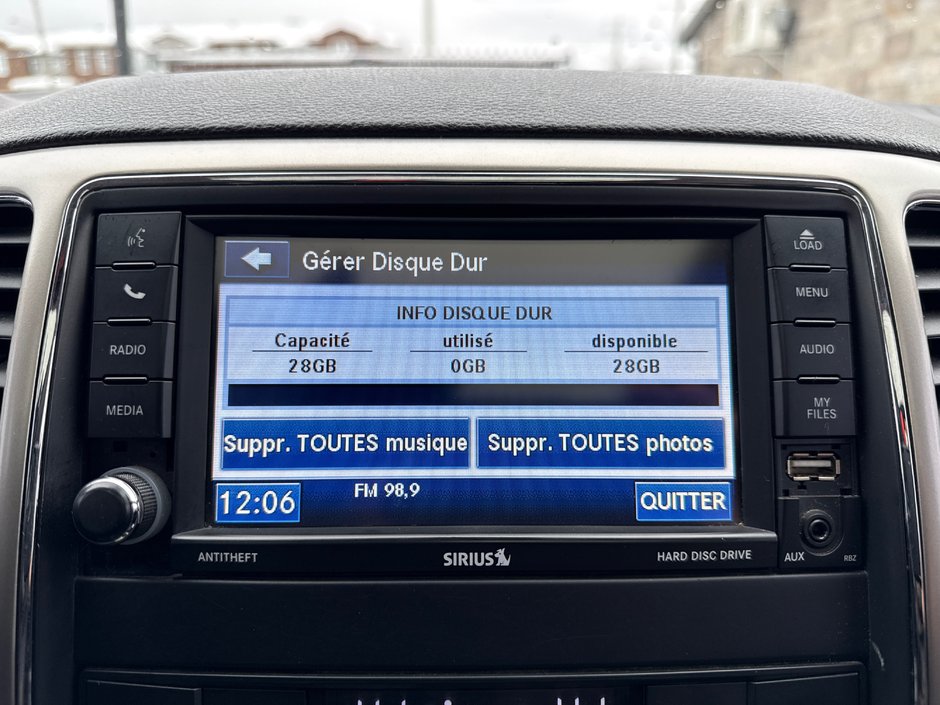 Gérer Disque Dur
INFO DISQUE DUR
Capacité utilisé disponible
28GB 0GB 28GB
Suppr. TOUTES musique Suppr. TOUTES photos
12:06 FM 98,9 QUITTER
RADIO
MEDIA
LOAD
MENU
AUDIO
MY
FILES
ANTITHEFT SIRIUS HARD DISC DRIVE AUX RBZ